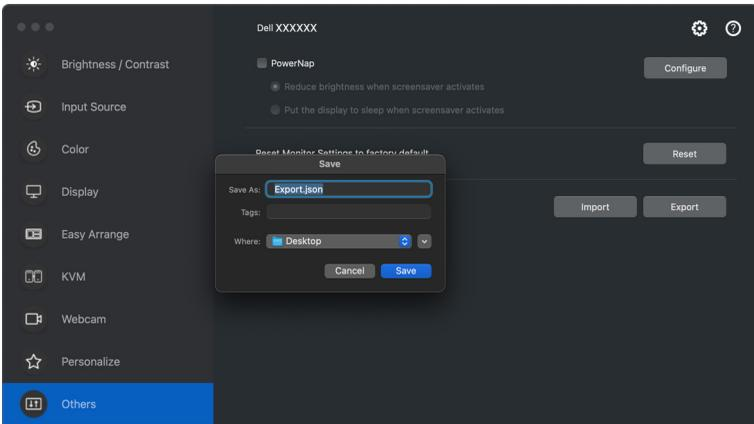 Dell XXXXXX
Brightness / Contrast
Input Source
Color
Display
Easy Arrange
KVM
Webcam
Personalize
Others
PowerNap
Configure
Reduce brightness when screensaver activates
Put the display to sleep when screensaver activates
Reset Monitor Settings to factory default
Reset
Import
Export
Save
Save As: Export.json
Tags:
Where: Desktop
Cancel
Save